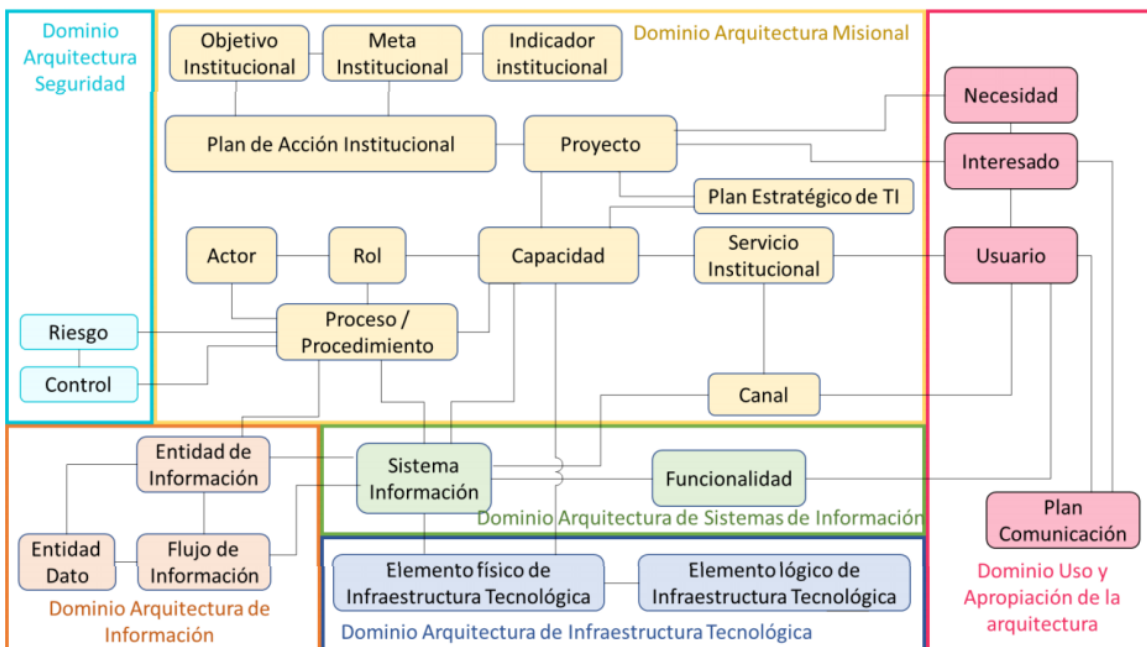 Dominio
Arquitectura
Seguridad
Riesgo
Control
Dominio Arquitectura Misional
Objetivo
Institucional
Meta
Institucional
Indicador
institucional
Plan de Acción Institucional
Proyecto
Plan Estratégico de TI
Actor
Rol
Capacidad
Servicio
Institucional
Proceso /
Procedimiento
Canal
Necesidad
Interesado
Usuario
Plan
Comunicación
Dominio Uso y
Apropiación de la
arquitectura
Entidad de
Información
Entidad
Dato
Flujo de
Información
Dominio Arquitectura de
Información
Sistema
Información
Funcionalidad
Dominio Arquitectura de Sistemas de Información
Elemento físico de
Infraestructura Tecnológica
Elemento lógico de
Infraestructura Tecnológica
Dominio Arquitectura de Infraestructura Tecnológica